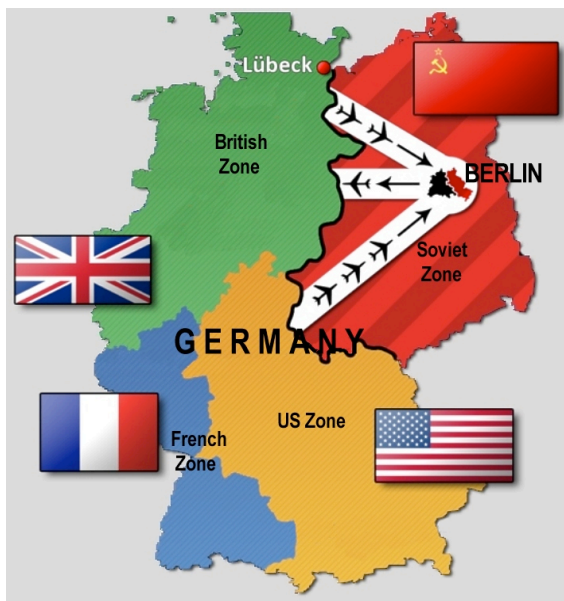 Lübeck
British
Zone
BERLIN
Soviet
Zone
GERMANY
US Zone
French
Zone